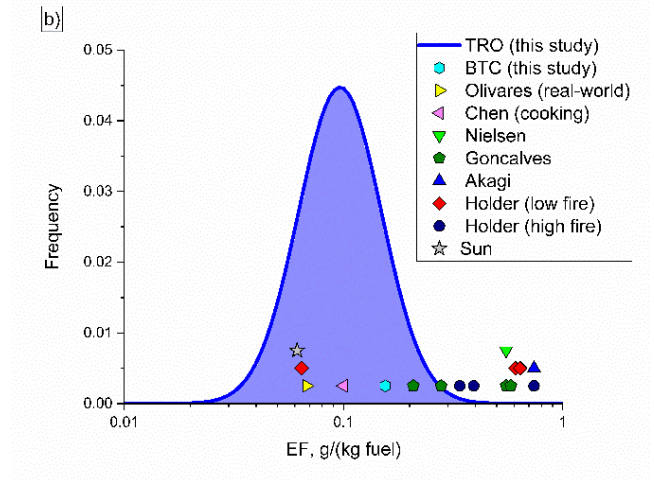 b)
0.05
0.04
0.03
0.02
0.01
0.00
Frequency
0.01
0.1
1
EF, g/(kg fuel)
TRO (this study)
BTC (this study)
Olivares (real-world)
Chen (cooking)
Nielsen
Goncalves
Akagi
Holder (low fire)
Holder (high fire)
Sun